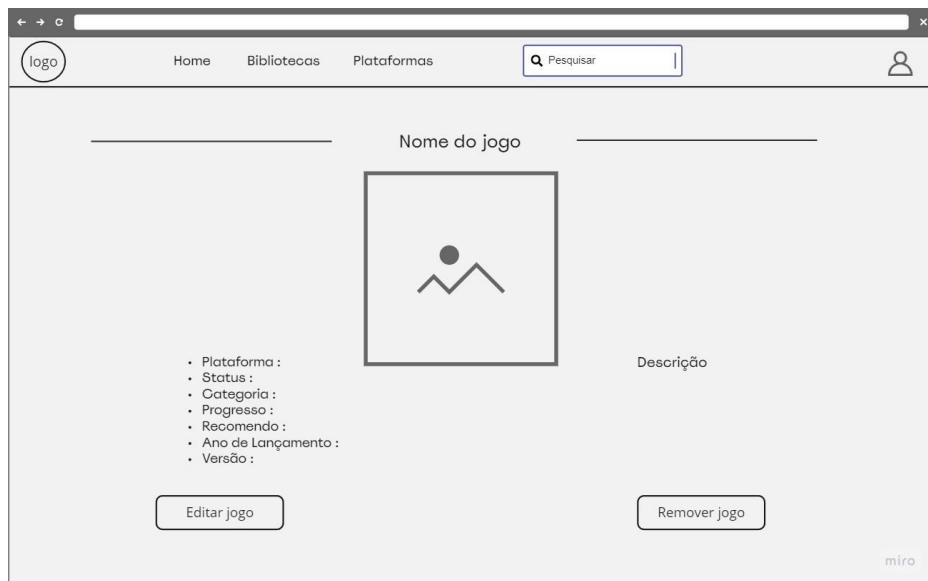 logo
Home
Bibliotecas
Plataformas
Pesquisar
Nome do jogo
• Plataforma :
• Status :
• Categoria :
• Progresso :
• Recomendo :
• Ano de Lançamento :
• Versão :
Descrição
Editar jogo
Remover jogo
miro